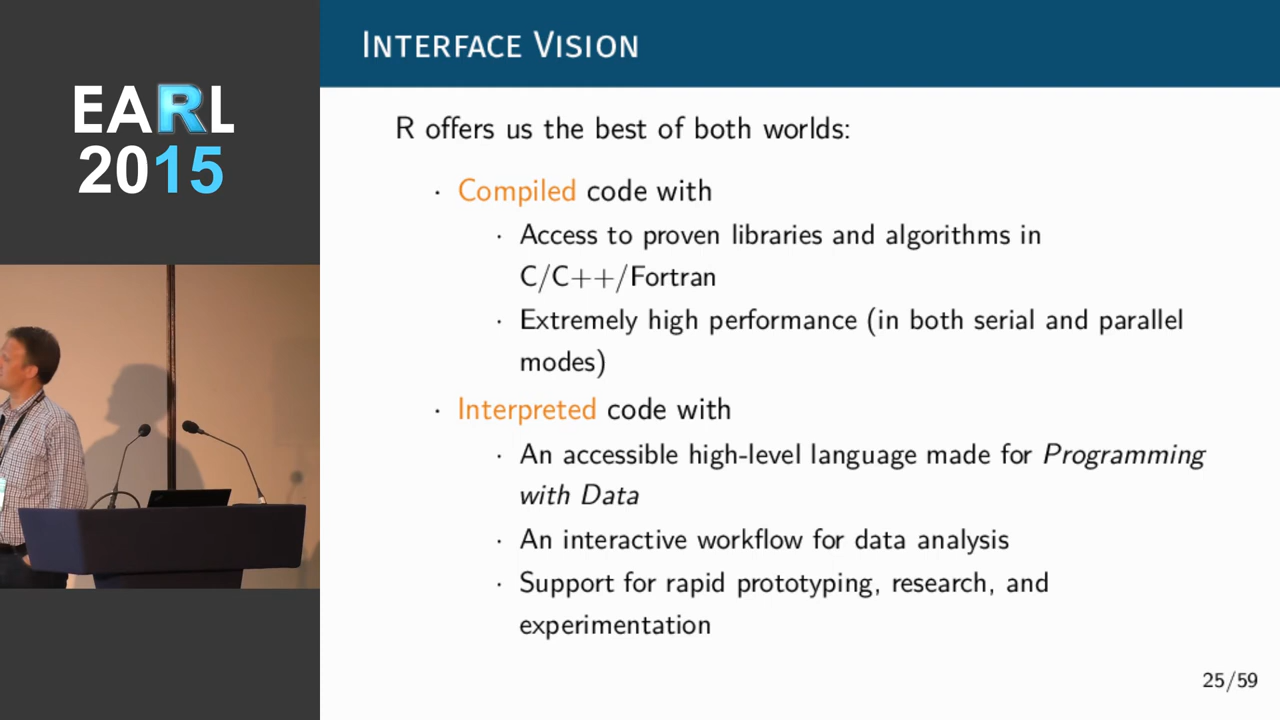 EARL
2015
INTERFACE VISION
R offers us the best of both worlds:
· Compiled code with
· Access to proven libraries and algorithms in
C/C++/Fortran
· Extremely high performance (in both serial and parallel
modes)
· Interpreted code with
· An accessible high-level language made for Programming
with Data
· An interactive workflow for data analysis
· Support for rapid prototyping, research, and
experimentation
25/59